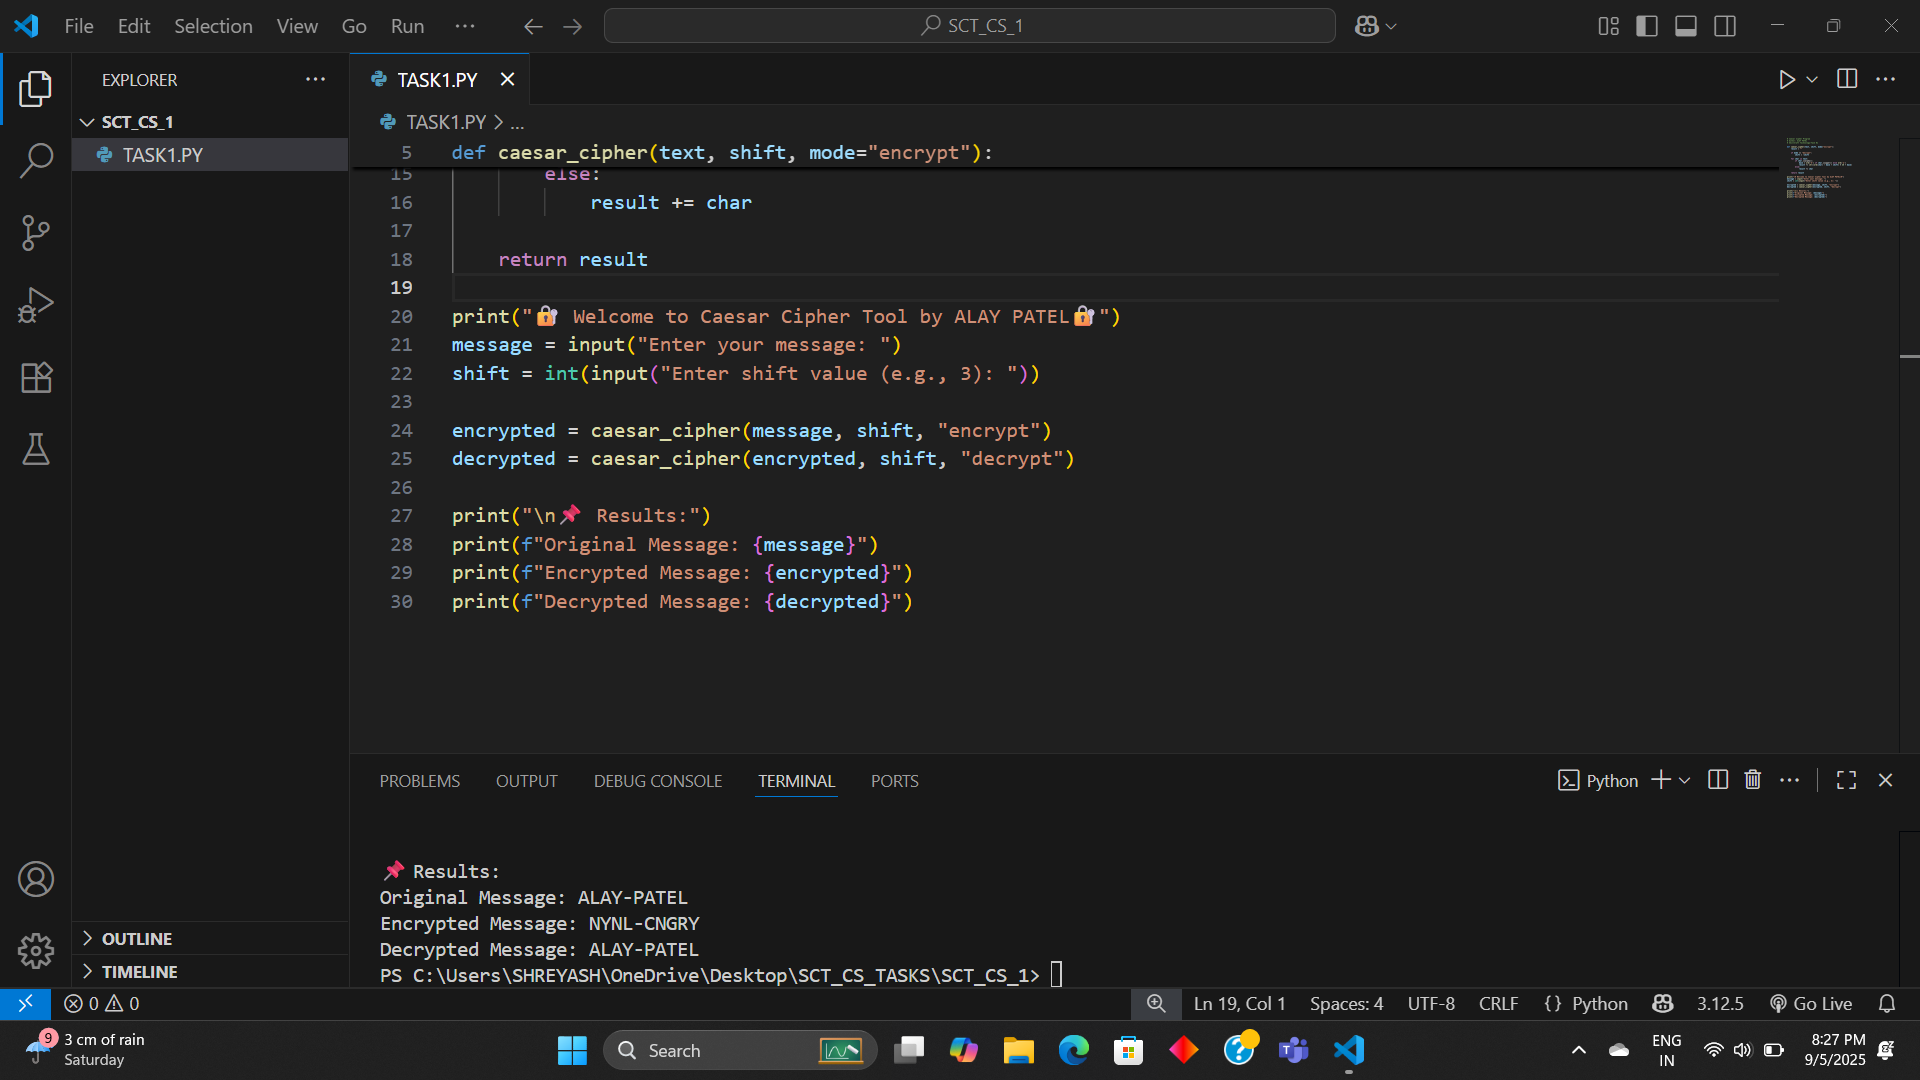 File Edit Selection View Go Run ···
SCT_CS_1
EXPLORER
TASK1.PY
SCT_CS_1
TASK1.PY
TASK1.PY > ...
5 def caesar_cipher(text, shift, mode="encrypt"):
15 else:
16 result += char
17
18 return result
19
20 print("🔐 Welcome to Caesar Cipher Tool by ALAY PATEL🔐")
21 message = input("Enter your message: ")
22 shift = int(input("Enter shift value (e.g., 3): "))
23
24 encrypted = caesar_cipher(message, shift, "encrypt")
25 decrypted = caesar_cipher(encrypted, shift, "decrypt")
26
27 print("\n📌 Results:")
28 print(f"Original Message: {message}")
29 print(f"Encrypted Message: {encrypted}")
30 print(f"Decrypted Message: {decrypted}")
PROBLEMS OUTPUT DEBUG CONSOLE TERMINAL PORTS
Python
📌 Results:
Original Message: ALAY-PATEL
Encrypted Message: NYNL-CNGRY
Decrypted Message: ALAY-PATEL
PS C:\Users\SHREYASH\OneDrive\Desktop\SCT_CS_TASKS\SCT_CS_1>
OUTLINE
TIMELINE
0 0
Ln 19, Col 1 Spaces: 4 UTF-8 CRLF {} Python 3.12.5 Go Live
9
3 cm of rain
Saturday
Search
ENG
IN
8:27 PM
9/5/2025